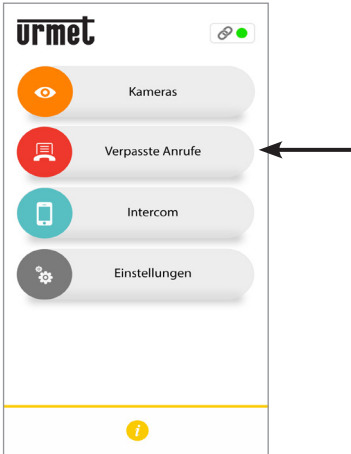 urmet
Kameras
Verpasste Anrufe
Intercom
Einstellungen
i